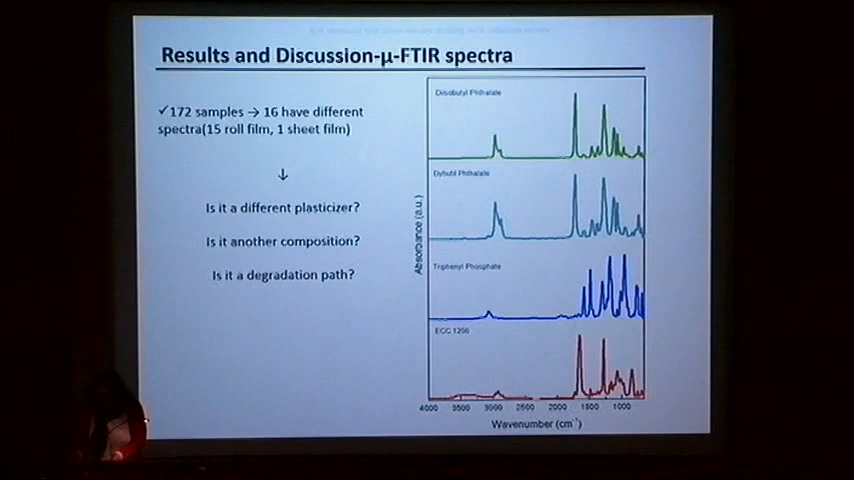 Results and Discussion-μ-FTIR spectra
✓172 samples → 16 have different
spectra(15 roll film, 1 sheet film)
↓
Is it a different plasticizer?
Is it another composition?
Is it a degradation path?
Diisobutyl Phthalate
Dybutil Phthalate
Triphenyl Phosphate
ECC 1256
Absorbance (a.u.)
4000 3500 3000 2500 2000 1500 1000
Wavenumber (cm⁻¹)